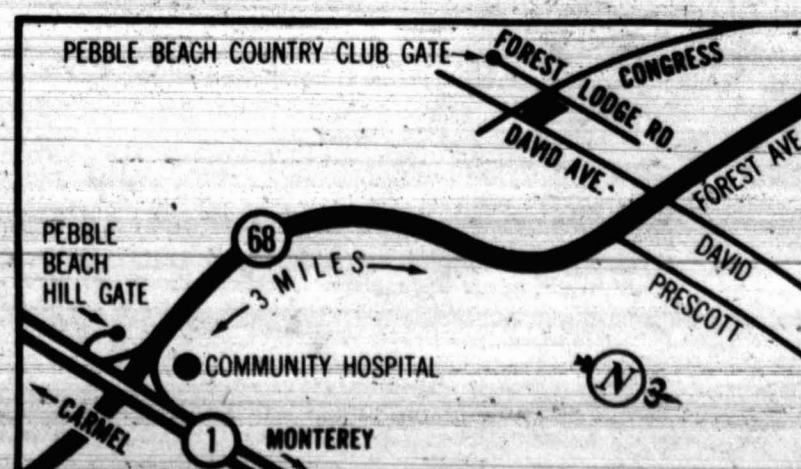 PEBBLE BEACH COUNTRY CLUB GATE
FOREST LODGE RD.
CONGRESS
DAVID AVE.
FOREST AVE
DAVID
PRESCOTT
68
3 MILES
PEBBLE
BEACH
HILL GATE
COMMUNITY HOSPITAL
N
CARMEL
1
MONTEREY